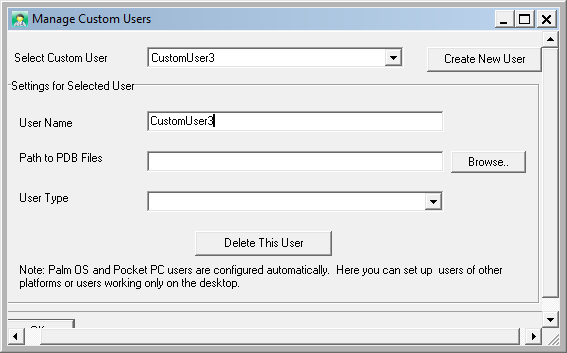 Manage Custom Users
Select Custom User
CustomUser3
Create New User
Settings for Selected User
User Name
CustomUser3
Path to PDB Files
Browse..
User Type
Delete This User
Note: Palm OS and Pocket PC users are configured automatically. Here you can set up users of other
platforms or users working only on the desktop.